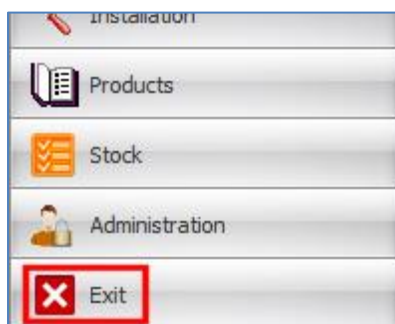 Installation
Products
Stock
Administration
Exit